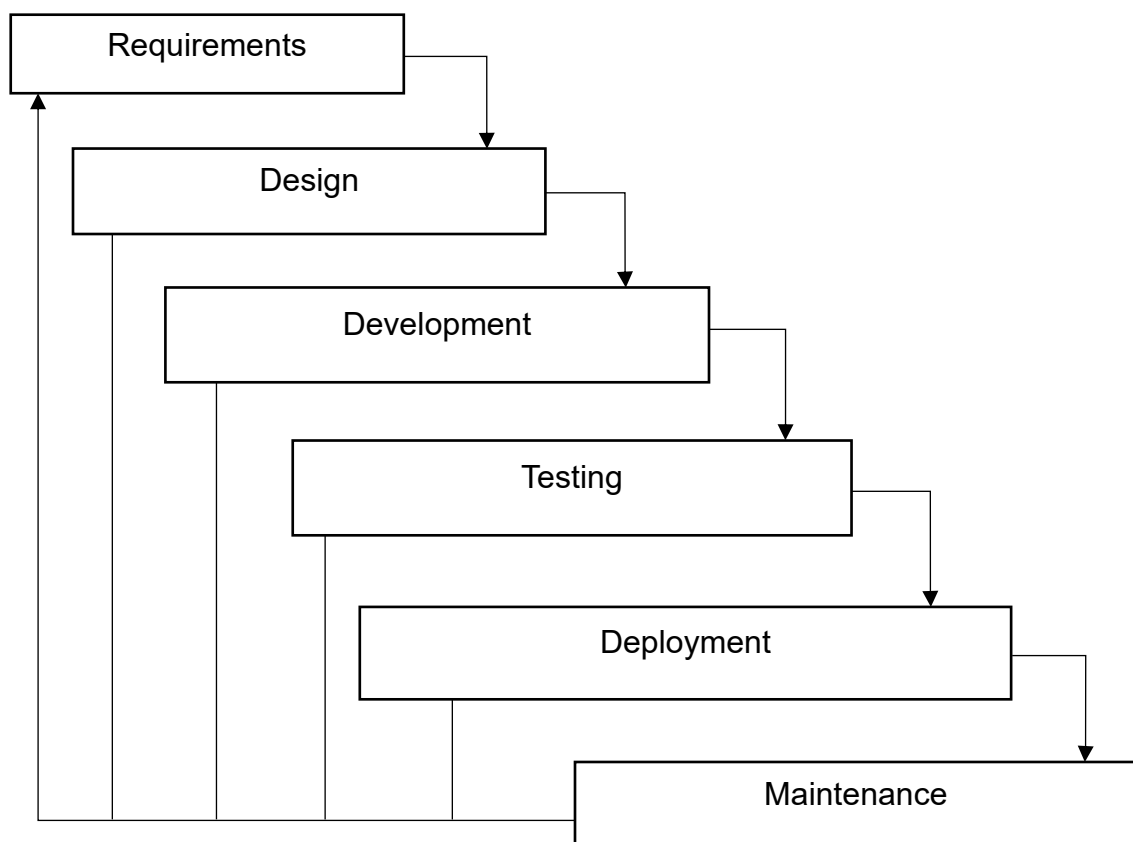 Requirements
Design
Development
Testing
Deployment
Maintenance